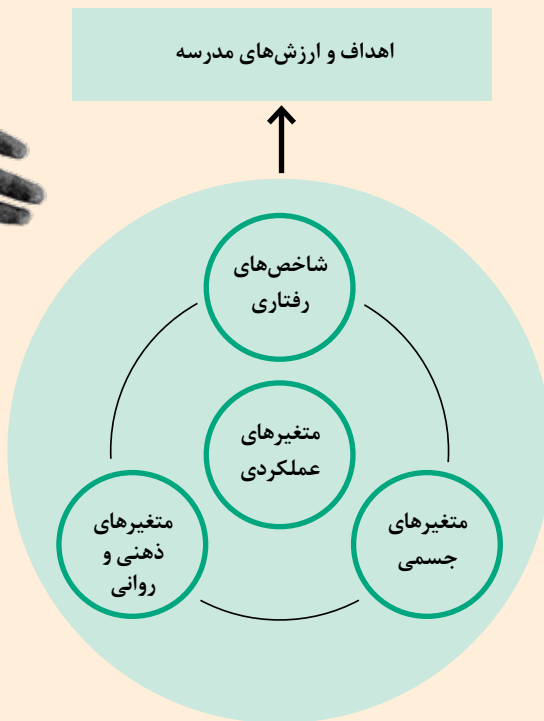 اهداف و ارزش‌های مدرسه
شاخص‌های
رفتاری
متغیرهای
عملکردی
متغیرهای
جسمی
متغیرهای
ذهنی و
روانی